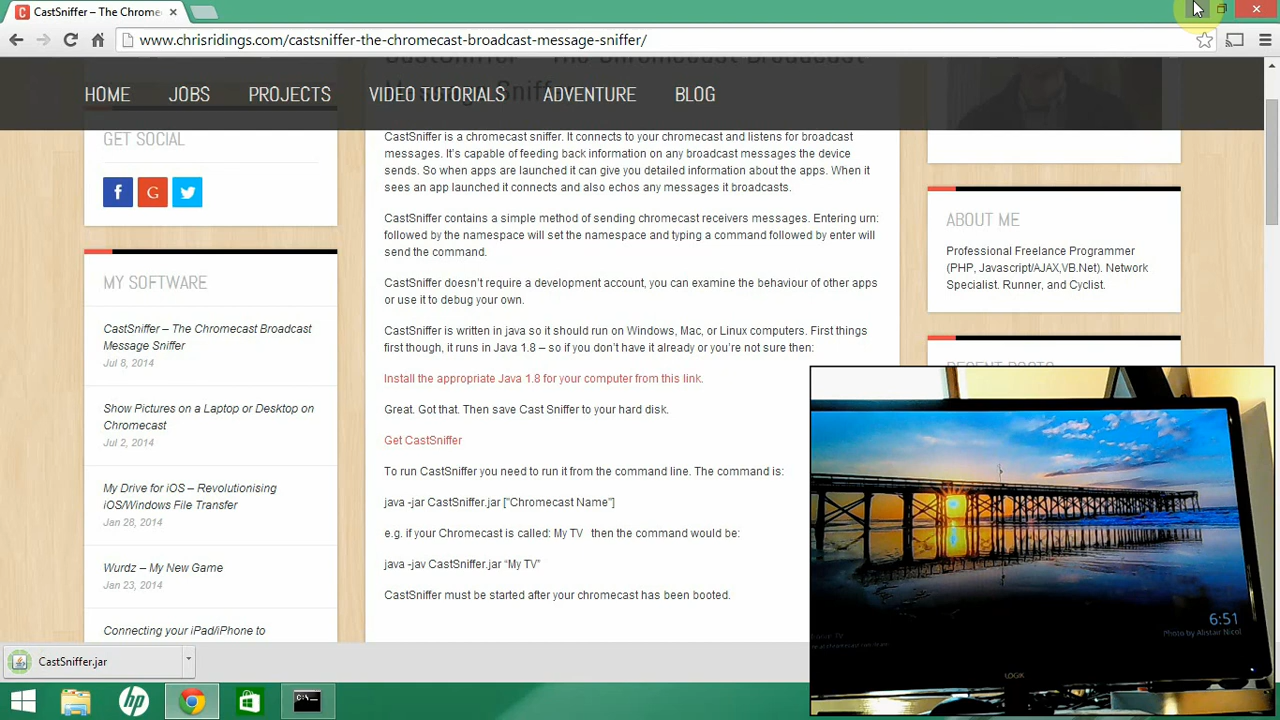 CastSniffer – The Chrome
www.chrisridings.com/castsniffer-the-chromecast-broadcast-message-sniffer/
CastSniffer – The Chromecast Broadcast
HOME JOBS PROJECTS VIDEO TUTORIALS ADVENTURE BLOG
GET SOCIAL
MY SOFTWARE
CastSniffer – The Chromecast Broadcast
Message Sniffer
Jul 8, 2014
Show Pictures on a Laptop or Desktop on
Chromecast
Jul 2, 2014
My Drive for iOS – Revolutionising
iOS/Windows File Transfer
Jan 28, 2014
Wurdz – My New Game
Jan 23, 2014
Connecting your iPad/iPhone to
CastSniffer is a chromecast sniffer. It connects to your chromecast and listens for broadcast
messages. It's capable of feeding back information on any broadcast messages the device
sends. So when apps are launched it can give you detailed information about the apps. When it
sees an app launched it connects and also echos any messages it broadcasts.
CastSniffer contains a simple method of sending chromecast receivers messages. Entering urn:
followed by the namespace will set the namespace and typing a command followed by enter will
send the command.
CastSniffer doesn't require a development account, you can examine the behaviour of other apps
or use it to debug your own.
CastSniffer is written in java so it should run on Windows, Mac, or Linux computers. First things
first though, it runs in Java 1.8 – so if you don't have it already or you're not sure then:
Install the appropriate Java 1.8 for your computer from this link.
Great. Got that. Then save Cast Sniffer to your hard disk.
Get CastSniffer
To run CastSniffer you need to run it from the command line. The command is:
java -jar CastSniffer.jar ["Chromecast Name"]
e.g. if your Chromecast is called: My TV then the command would be:
java -jav CastSniffer.jar “My TV”
CastSniffer must be started after your chromecast has been booted.
ABOUT ME
Professional Freelance Programmer
(PHP, Javascript/AJAX,VB.Net). Network
Specialist. Runner, and Cyclist.
RECENT POSTS
6:51
Photo by Alistair Nicol
LOGIK
CastSniffer.jar
hp